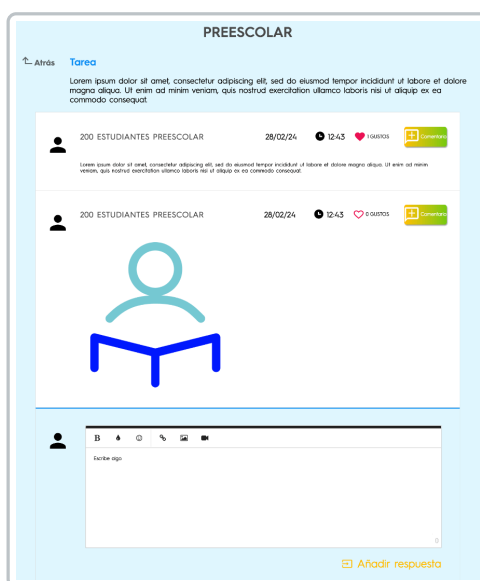 PREESCOLAR
Atrás Tarea
Lorem ipsum dolor sit amet, consectetur adipiscing elit, sed do eiusmod tempor incididunt ut labore et dolore
magna aliqua. Ut enim ad minim veniam, quis nostrud exercitation ullamco laboris nisi ut aliquip ex ea
commodo consequat.
200 ESTUDIANTES PREESCOLAR 28/02/24 12:43 1 GUSTOS Comentario
Lorem ipsum dolor sit amet, consectetur adipiscing elit, sed do eiusmod tempor incididunt ut labore et dolore magna aliqua. Ut enim ad minim
veniam, quis nostrud exercitation ullamco laboris nisi ut aliquip ex ea commodo consequat.
200 ESTUDIANTES PREESCOLAR 28/02/24 12:43 0 GUSTOS Comentario
B
Escribe algo
0
Añadir respuesta